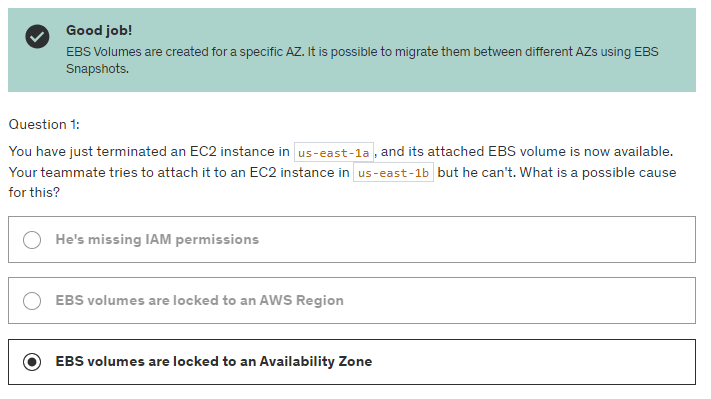 Good job!
EBS Volumes are created for a specific AZ. It is possible to migrate them between different AZs using EBS
Snapshots.
Question 1:
You have just terminated an EC2 instance in us-east-1a, and its attached EBS volume is now available.
Your teammate tries to attach it to an EC2 instance in us-east-1b but he can't. What is a possible cause
for this?
He's missing IAM permissions
EBS volumes are locked to an AWS Region
EBS volumes are locked to an Availability Zone